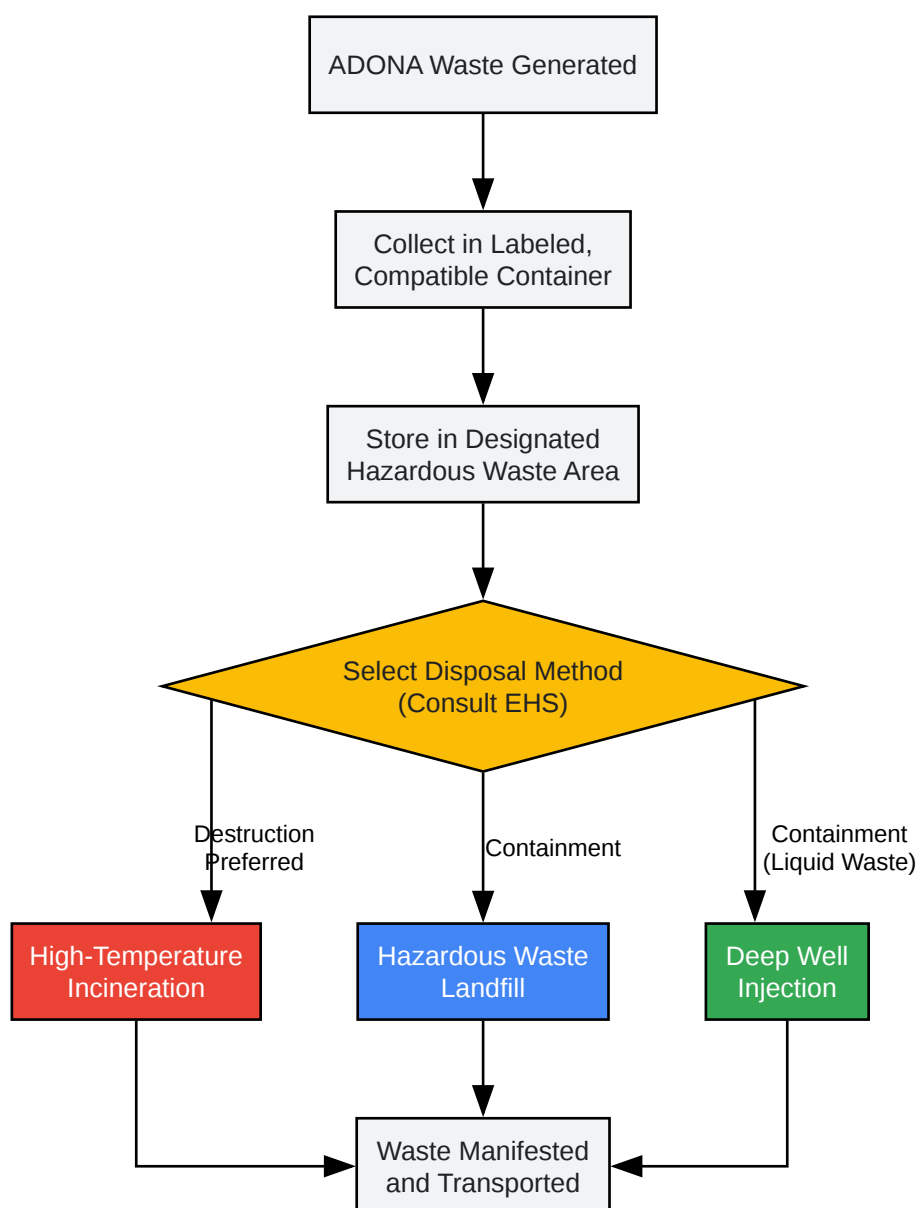 ADONA Waste Generated
Collect in Labeled,
Compatible Container
Store in Designated
Hazardous Waste Area
Select Disposal Method
(Consult EHS)
Destruction
Preferred
Containment
Containment
(Liquid Waste)
High-Temperature
Incineration
Hazardous Waste
Landfill
Deep Well
Injection
Waste Manifested
and Transported